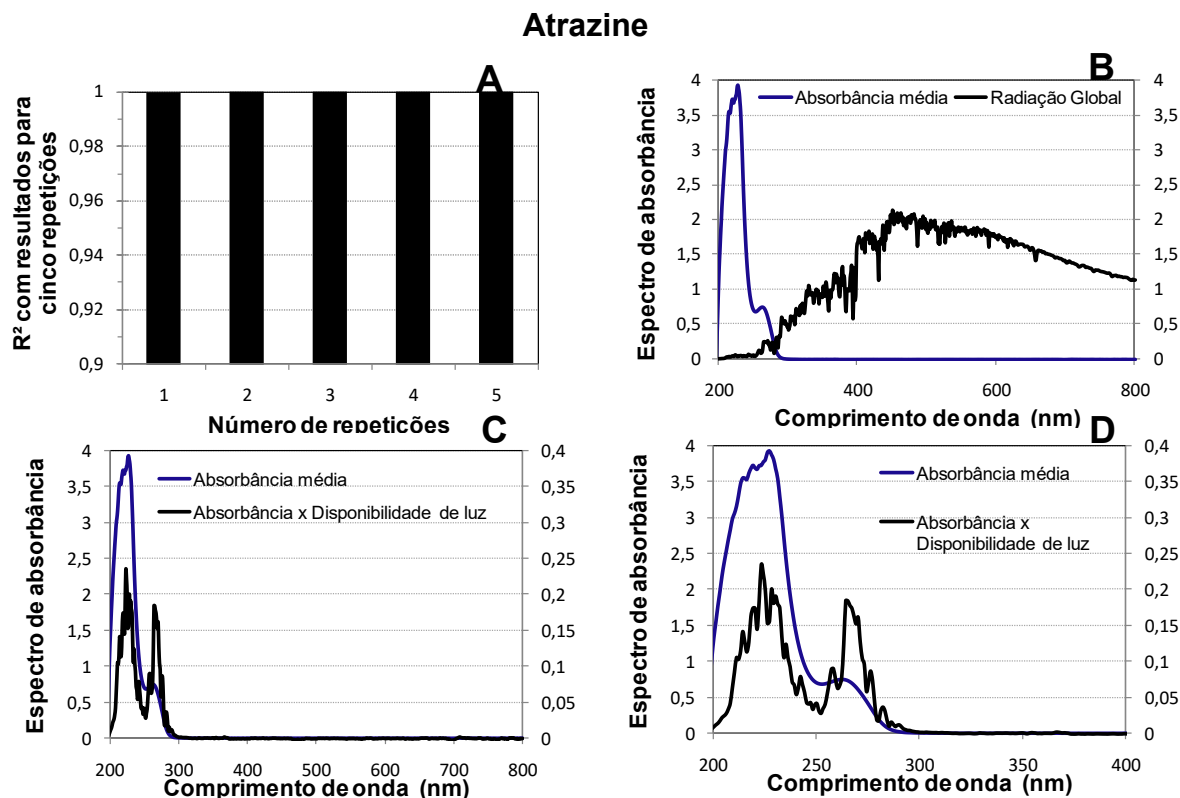 Atrazine
A
R² com resultados para
cinco repetições
1
0,98
0,96
0,94
0,92
0,9
1 2 3 4 5
Número de repetições
B
Espectro de absorbância
Absorbância média
Radiação Global
4
3,5
3
2,5
2
1,5
1
0,5
0
4
3,5
3
2,5
2
1,5
1
0,5
0
200 300 400 500 600 700 800
Comprimento de onda (nm)
C
Espectro de absorbância
Absorbância média
Absorbância x Disponibilidade de luz
4
3,5
3
2,5
2
1,5
1
0,5
0
0,4
0,35
0,3
0,25
0,2
0,15
0,1
0,05
0
200 300 400 500 600 700 800
Comprimento de onda (nm)
D
Espectro de absorbância
Absorbância média
Absorbância x
Disponibilidade de luz
4
3,5
3
2,5
2
1,5
1
0,5
0
0,4
0,35
0,3
0,25
0,2
0,15
0,1
0,05
0
200 250 300 350 400
Comprimento de onda (nm)